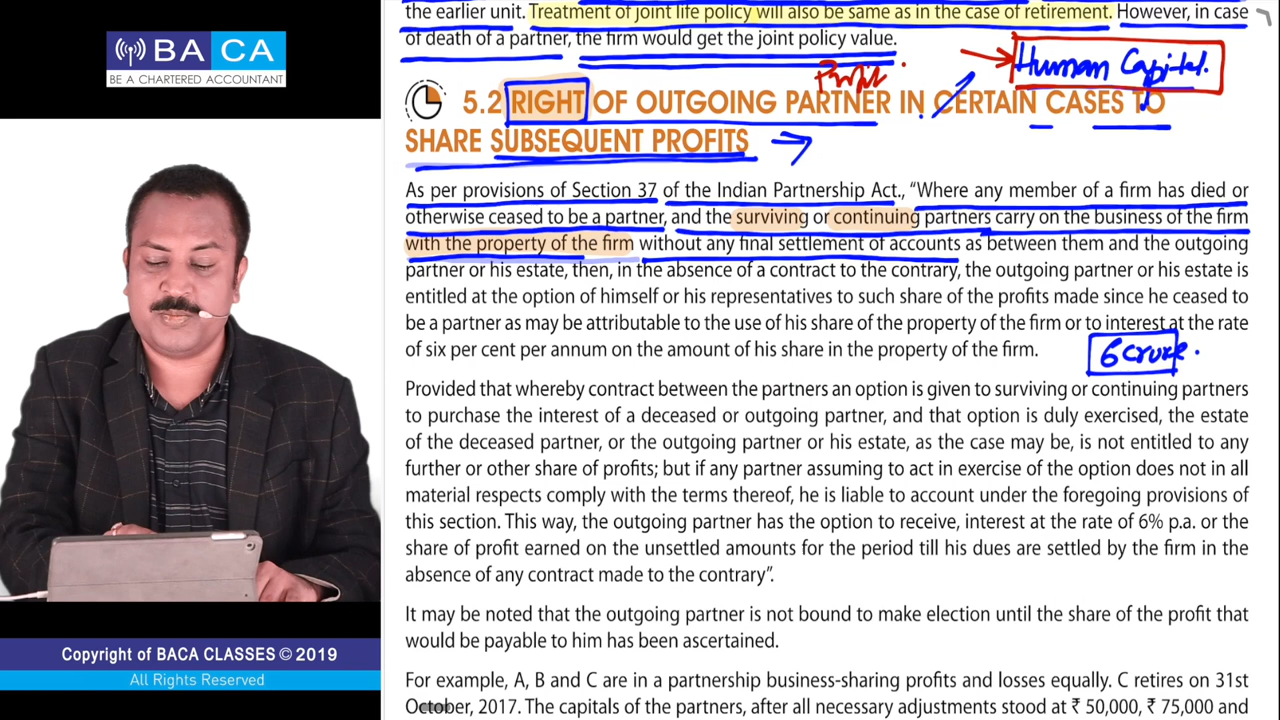 BACA
BE A CHARTERED ACCOUNTANT
the earlier unit. Treatment of joint life policy will also be same as in the case of retirement. However, in case
of death of a partner, the firm would get the joint policy value.
Human Capital.
Profit
5.2 RIGHT OF OUTGOING PARTNER IN CERTAIN CASES TO
SHARE SUBSEQUENT PROFITS
As per provisions of Section 37 of the Indian Partnership Act., “Where any member of a firm has died or
otherwise ceased to be a partner, and the surviving or continuing partners carry on the business of the firm
with the property of the firm without any final settlement of accounts as between them and the outgoing
partner or his estate, then, in the absence of a contract to the contrary, the outgoing partner or his estate is
entitled at the option of himself or his representatives to such share of the profits made since he ceased to
be a partner as may be attributable to the use of his share of the property of the firm or to interest at the rate
of six per cent per annum on the amount of his share in the property of the firm.
6 crore.
Provided that whereby contract between the partners an option is given to surviving or continuing partners
to purchase the interest of a deceased or outgoing partner, and that option is duly exercised, the estate
of the deceased partner, or the outgoing partner or his estate, as the case may be, is not entitled to any
further or other share of profits; but if any partner assuming to act in exercise of the option does not in all
material respects comply with the terms thereof, he is liable to account under the foregoing provisions of
this section. This way, the outgoing partner has the option to receive, interest at the rate of 6% p.a. or the
share of profit earned on the unsettled amounts for the period till his dues are settled by the firm in the
absence of any contract made to the contrary”.
It may be noted that the outgoing partner is not bound to make election until the share of the profit that
would be payable to him has been ascertained.
For example, A, B and C are in a partnership business-sharing profits and losses equally. C retires on 31st
October, 2017. The capitals of the partners, after all necessary adjustments stood at ₹ 50,000, ₹ 75,000 and
Copyright of BACA CLASSES © 2019
All Rights Reserved